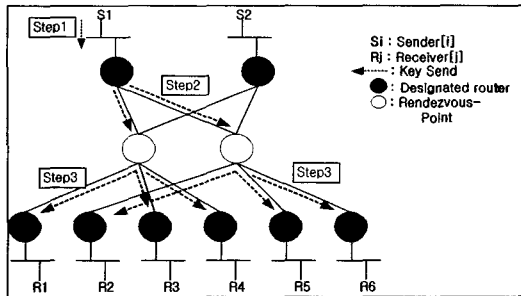 S1
S2
Step1
Si : Sender[i]
Rj : Receiver[j]
: Key Send
: Designated router
: Rendezvous-
Point
Step2
Step3
Step3
R1
R2
R3
R4
R5
R6